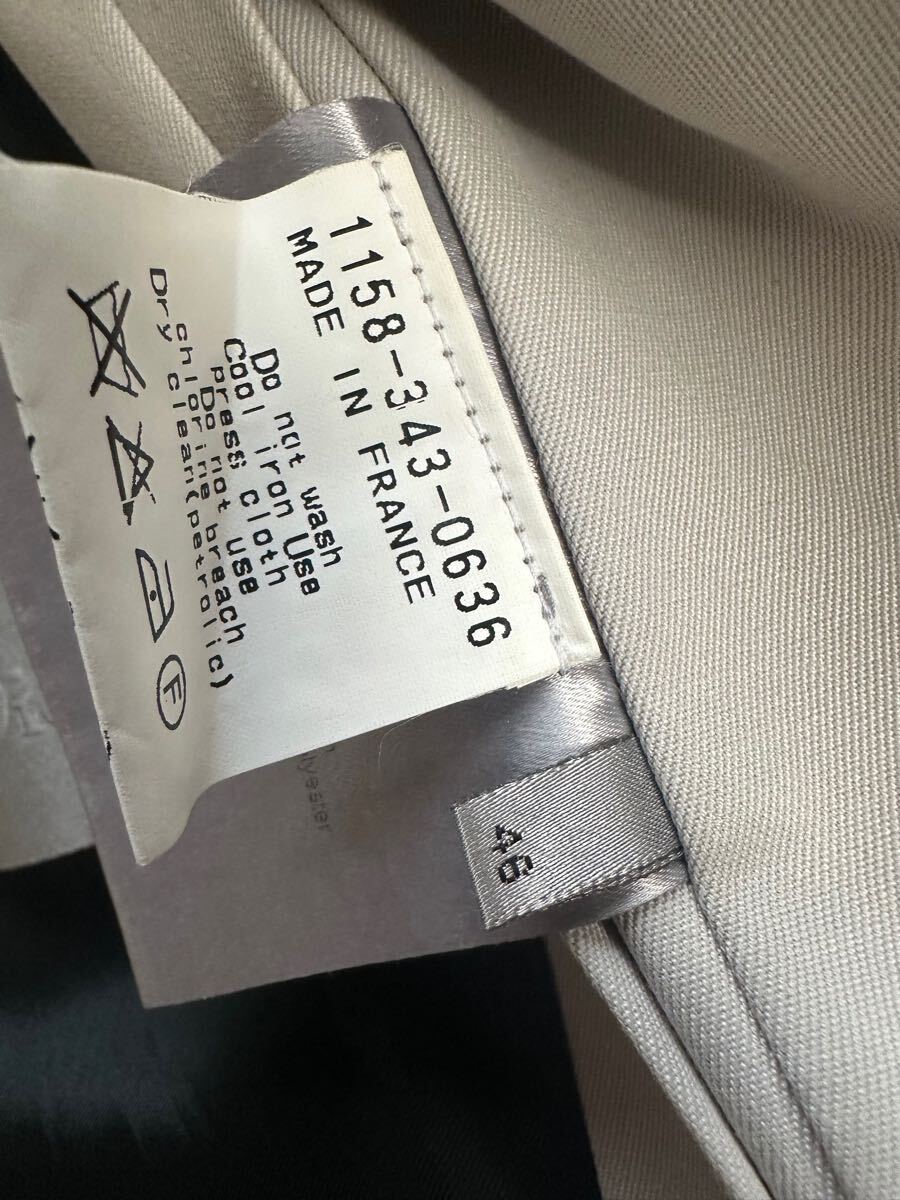 1158-343-0636
MADE IN FRANCE
Do not wash
Cool iron Use
press cloth
Do not use
chlorine breach
Dry clean(petrolic)
F
lyester
46